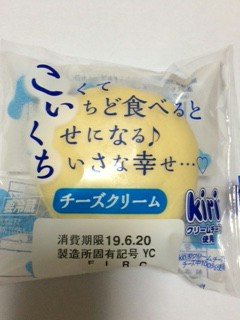 こくて
いちど食べると
くせになる♪
ちいさな幸せ…♡
チーズクリーム
kiri
クリームチーズ
使用
消費期限19.6.20
製造所固有記号 YC